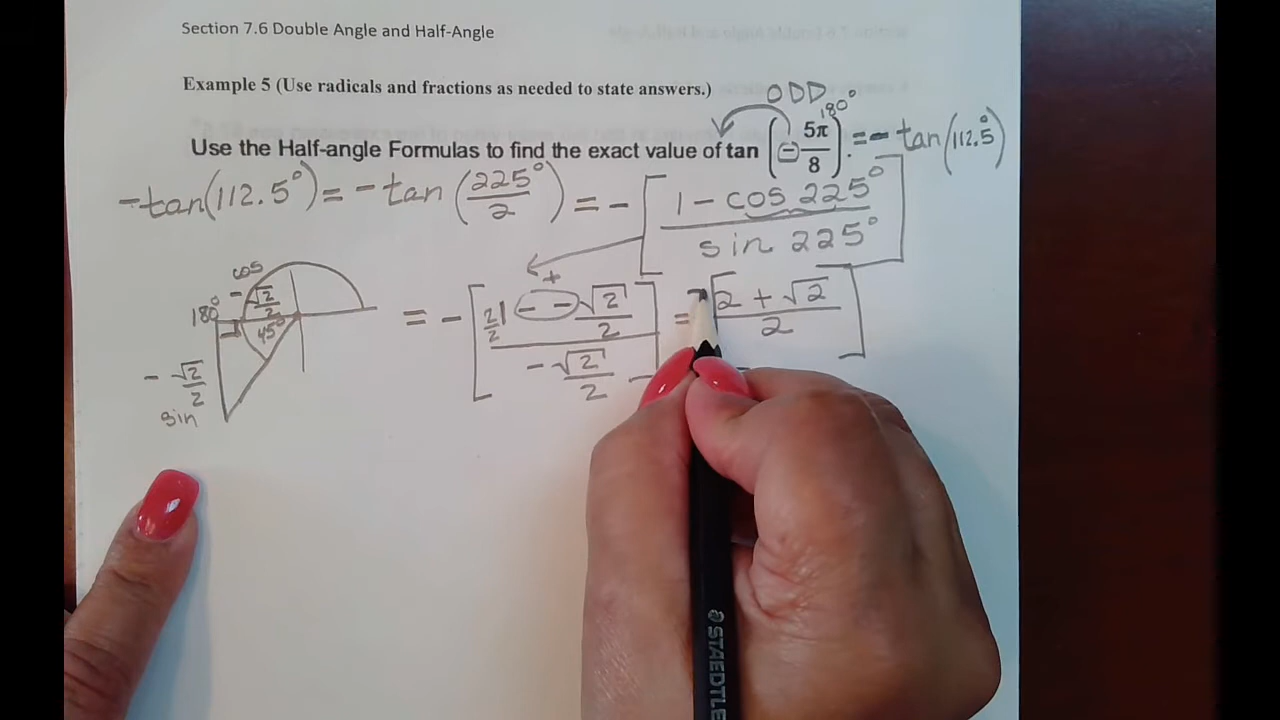 Section 7.6 Double Angle and Half-Angle
Example 5 (Use radicals and fractions as needed to state answers.)
ODD
180°
Use the Half-angle Formulas to find the exact value of tan (−5π/8). = −tan(112.5°)
−tan(112.5°) = −tan(225°/2) = −[(1 − cos 225°)/(sin 225°)]
cos
+
180° −√2/2 45°
= −[(2/2 1 − −√2/2)/(−√2/2)] = −[(2 + √2)/2]
−√2/2
sin
STAEDTLE